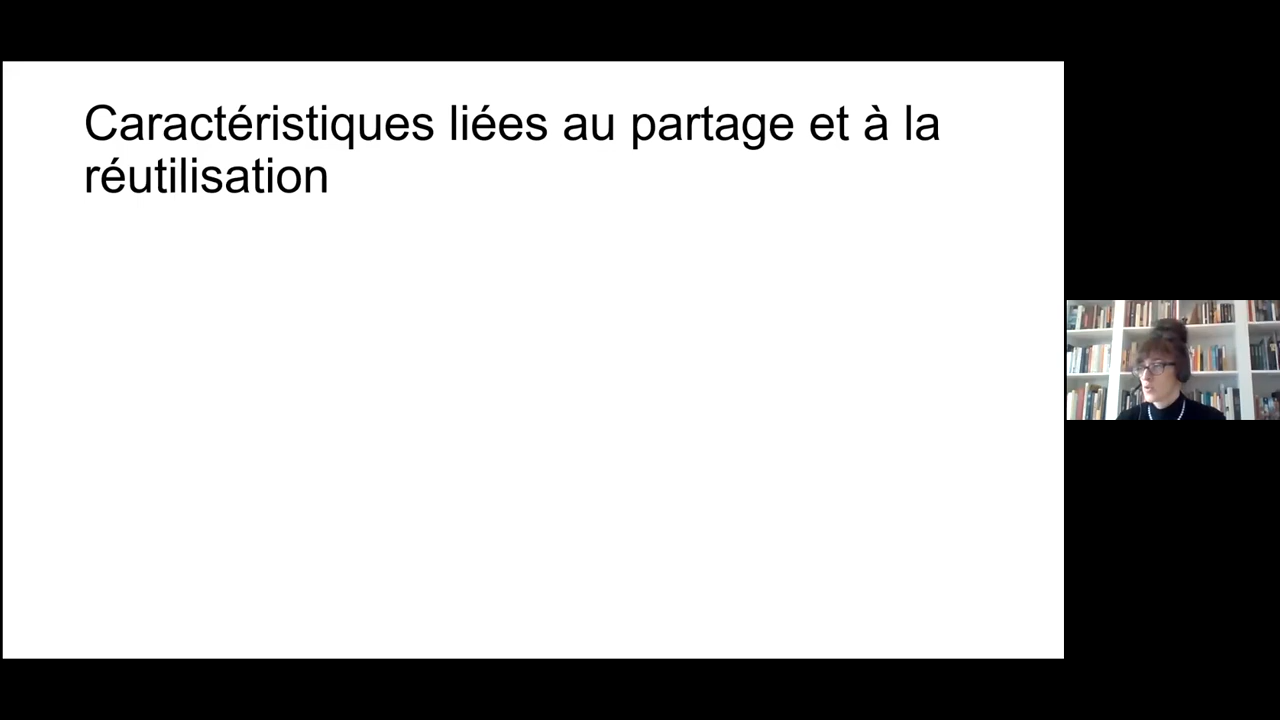 Caractéristiques liées au partage et à la
réutilisation